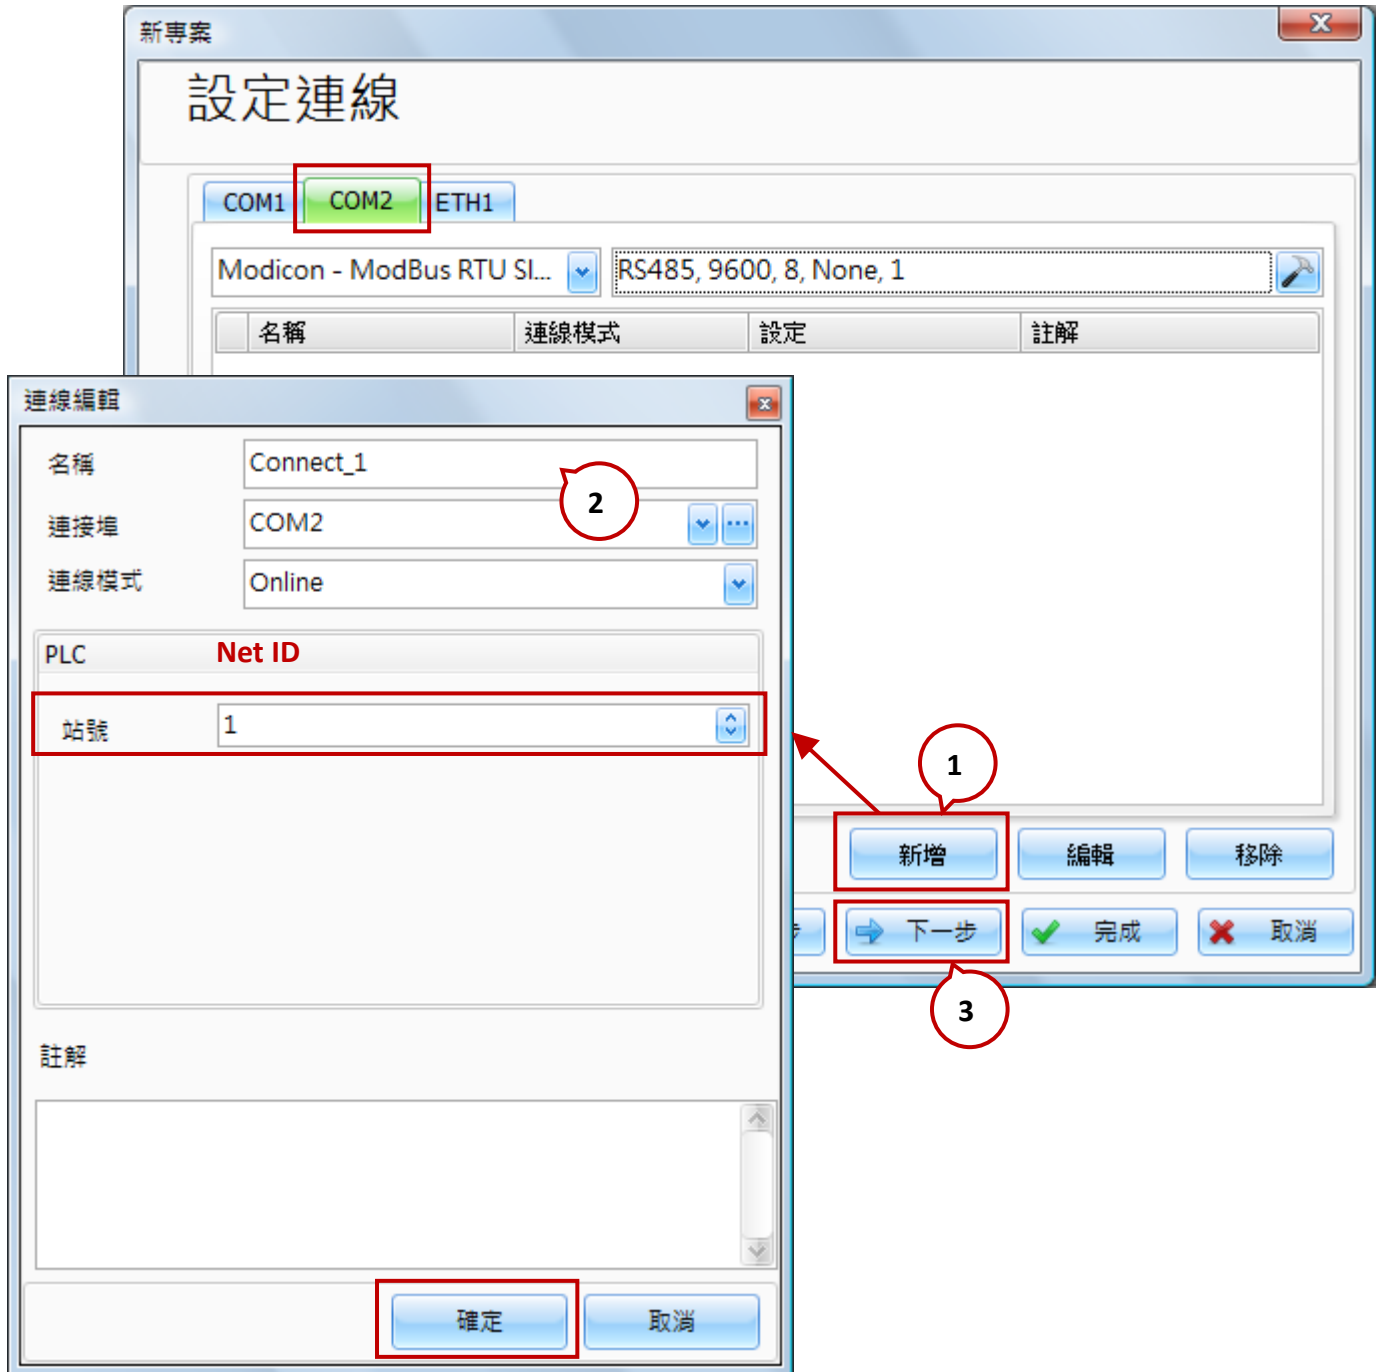 新專案
設定連線
COM1 COM2 ETH1
Modicon - ModBus RTU Sl... RS485, 9600, 8, None, 1
名稱 連線模式 設定 註解
連線編輯
名稱 Connect_1
2
連接埠 COM2
連線模式 Online
PLC Net ID
站號 1
1
新增 編輯 移除
下一步 完成 取消
3
註解
確定 取消